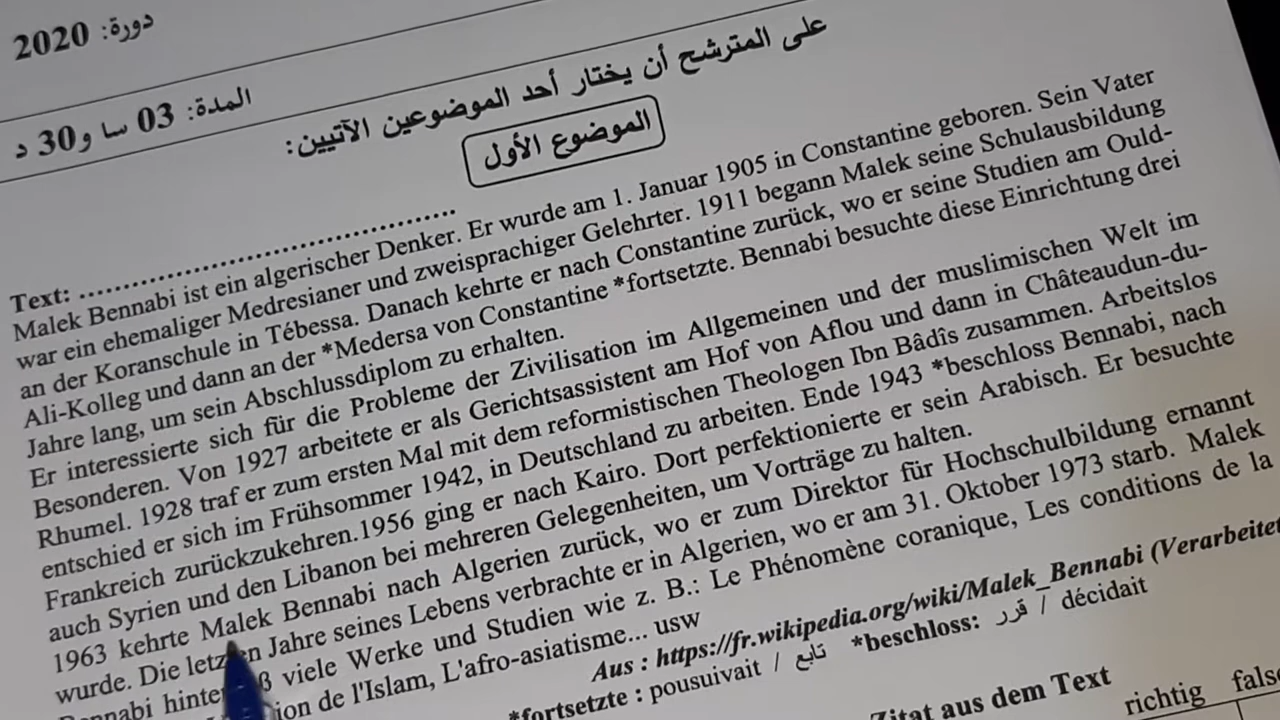 دورة: 2020
المدة: 03 سا و30 د
على المترشح أن يختار أحد الموضوعين الآتيين:
الموضوع الأول
Text: ........................................
Malek Bennabi ist ein algerischer Denker. Er wurde am 1. Januar 1905 in Constantine geboren. Sein Vater
war ein ehemaliger Medresianer und zweisprachiger Gelehrter. 1911 begann Malek seine Schulausbildung
an der Koranschule in Tébessa. Danach kehrte er nach Constantine zurück, wo er seine Studien am Ould-
Ali-Kolleg und dann an der *Medersa von Constantine *fortsetzte. Bennabi besuchte diese Einrichtung drei
Jahre lang, um sein Abschlussdiplom zu erhalten.
Er interessierte sich für die Probleme der Zivilisation im Allgemeinen und der muslimischen Welt im
Besonderen. Von 1927 arbeitete er als Gerichtsassistent am Hof von Aflou und dann in Châteaudun-du-
Rhumel. 1928 traf er zum ersten Mal mit dem reformistischen Theologen Ibn Bâdîs zusammen. Arbeitslos
entschied er sich im Frühsommer 1942, in Deutschland zu arbeiten. Ende 1943 *beschloss Bennabi, nach
Frankreich zurückzukehren.1956 ging er nach Kairo. Dort perfektionierte er sein Arabisch. Er besuchte
auch Syrien und den Libanon bei mehreren Gelegenheiten, um Vorträge zu halten.
1963 kehrte Malek Bennabi nach Algerien zurück, wo er zum Direktor für Hochschulbildung ernannt
wurde. Die letzten Jahre seines Lebens verbrachte er in Algerien, wo er am 31. Oktober 1973 starb. Malek
Bennabi viele Werke und Studien wie z. B.: Le Phénomène coranique, Les conditions de la
de l'Islam, L'afro-asiatisme... usw
Aus : https://fr.wikipedia.org/wiki/Malek_Bennabi (Verarbeitet
*fortsetzte : pousuivait / تابع *beschloss: قرر / décidait
Zitat aus dem Text richtig